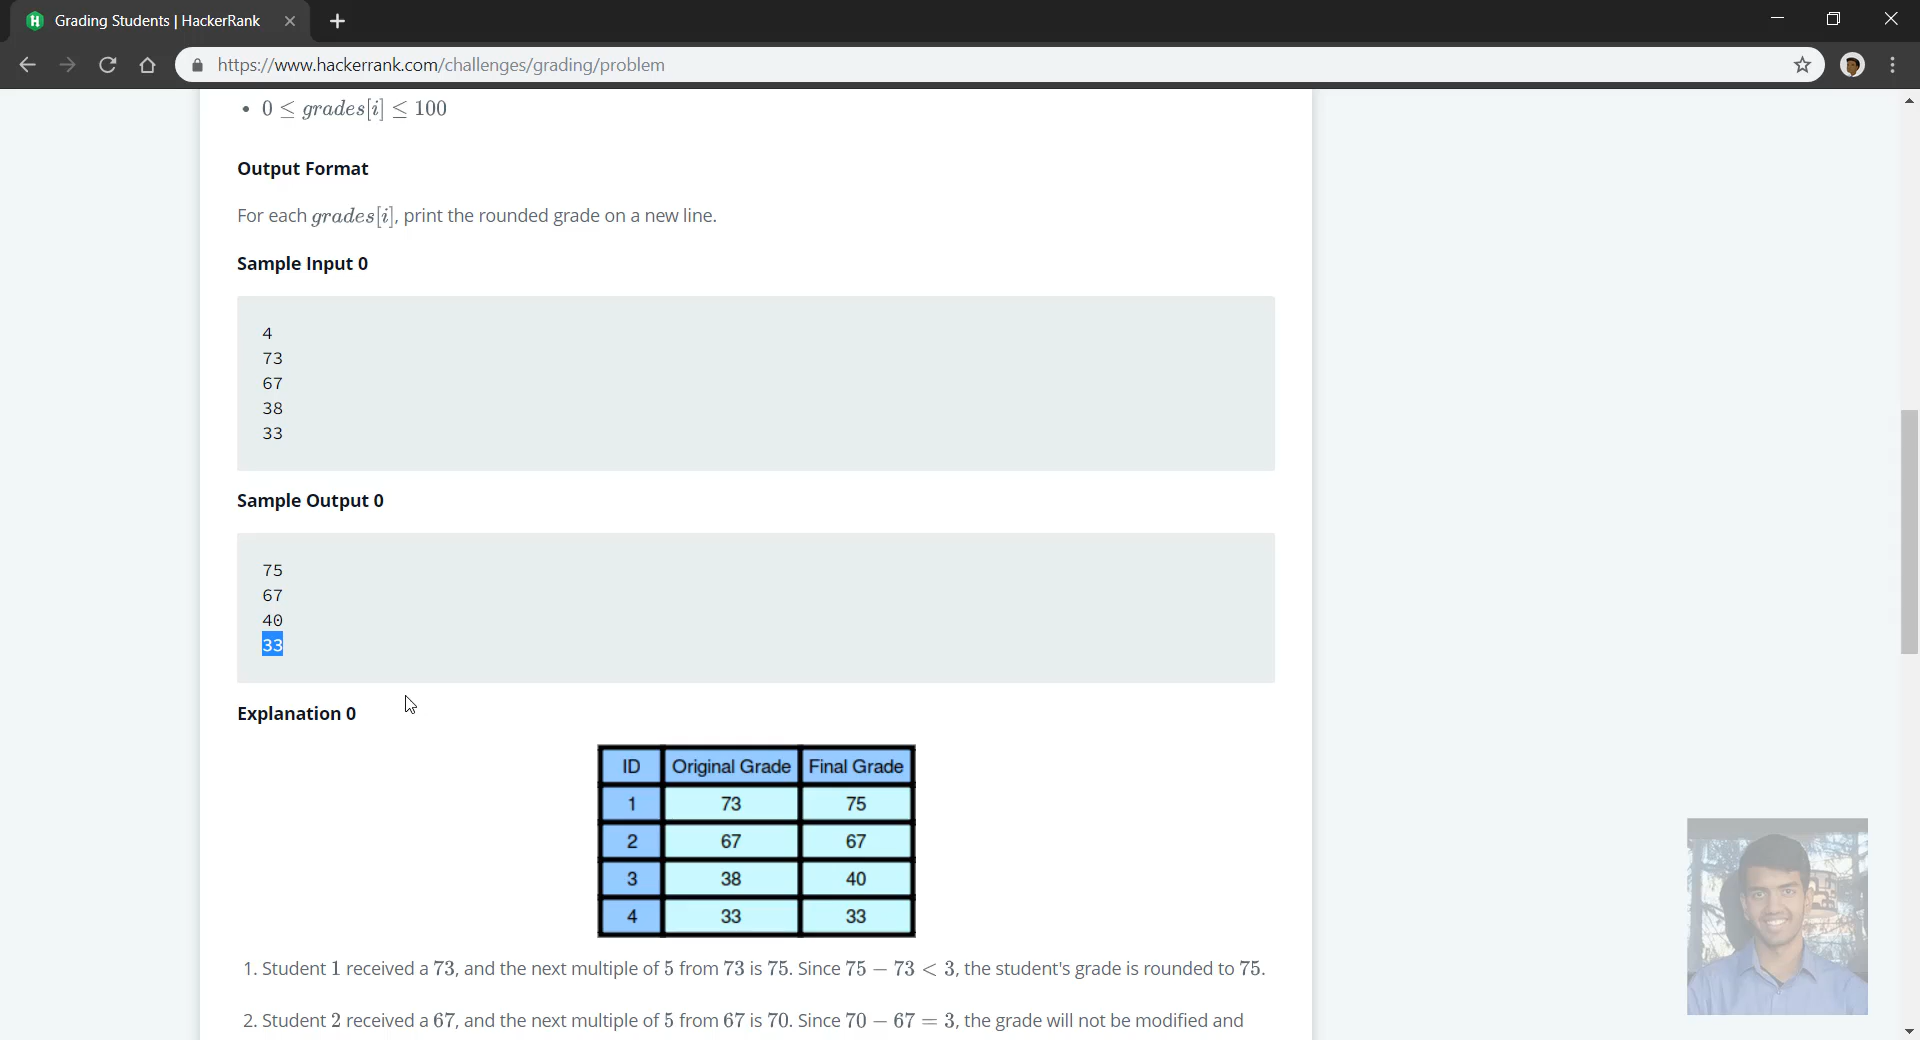 Grading Students | HackerRank
https://www.hackerrank.com/challenges/grading/problem
• 0 ≤ grades[i] ≤ 100
Output Format
For each grades[i], print the rounded grade on a new line.
Sample Input 0
4
73
67
38
33
Sample Output 0
75
67
40
33
Explanation 0
ID Original Grade Final Grade
1 73 75
2 67 67
3 38 40
4 33 33
1. Student 1 received a 73, and the next multiple of 5 from 73 is 75. Since 75 − 73 < 3, the student's grade is rounded to 75.
2. Student 2 received a 67, and the next multiple of 5 from 67 is 70. Since 70 − 67 = 3, the grade will not be modified and